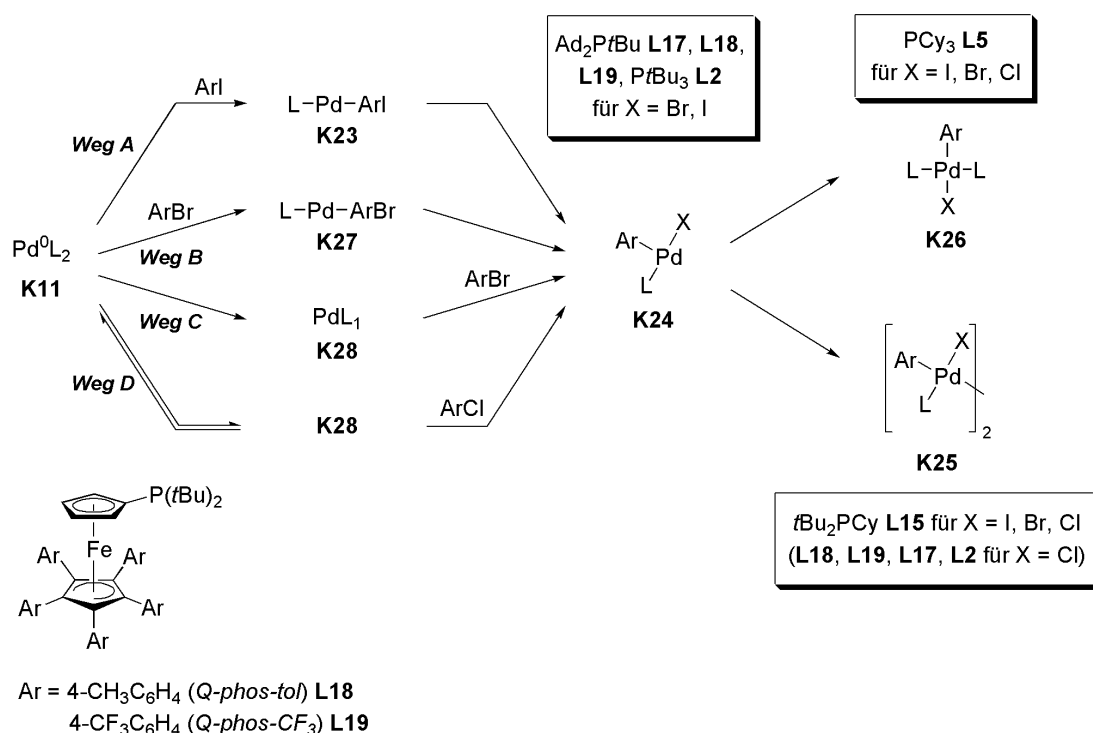 Ad2PtBu L17, L18,
L19, PtBu3 L2
für X = Br, I
PCy3 L5
für X = I, Br, Cl
ArI
Weg A
L–Pd–ArI
K23
ArBr
Weg B
L–Pd–ArBr
K27
Pd⁰L2
K11
Weg C
PdL1
K28
ArBr
Weg D
K28
ArCl
X
Ar
Pd
L
K24
Ar
L–Pd–L
X
K26
X
Ar
Pd
L
2
K25
P(tBu)2
Fe
Ar
Ar
Ar
Ar
Ar
tBu2PCy L15 für X = I, Br, Cl
(L18, L19, L17, L2 für X = Cl)
Ar = 4-CH3C6H4 (Q-phos-tol) L18
4-CF3C6H4 (Q-phos-CF3) L19